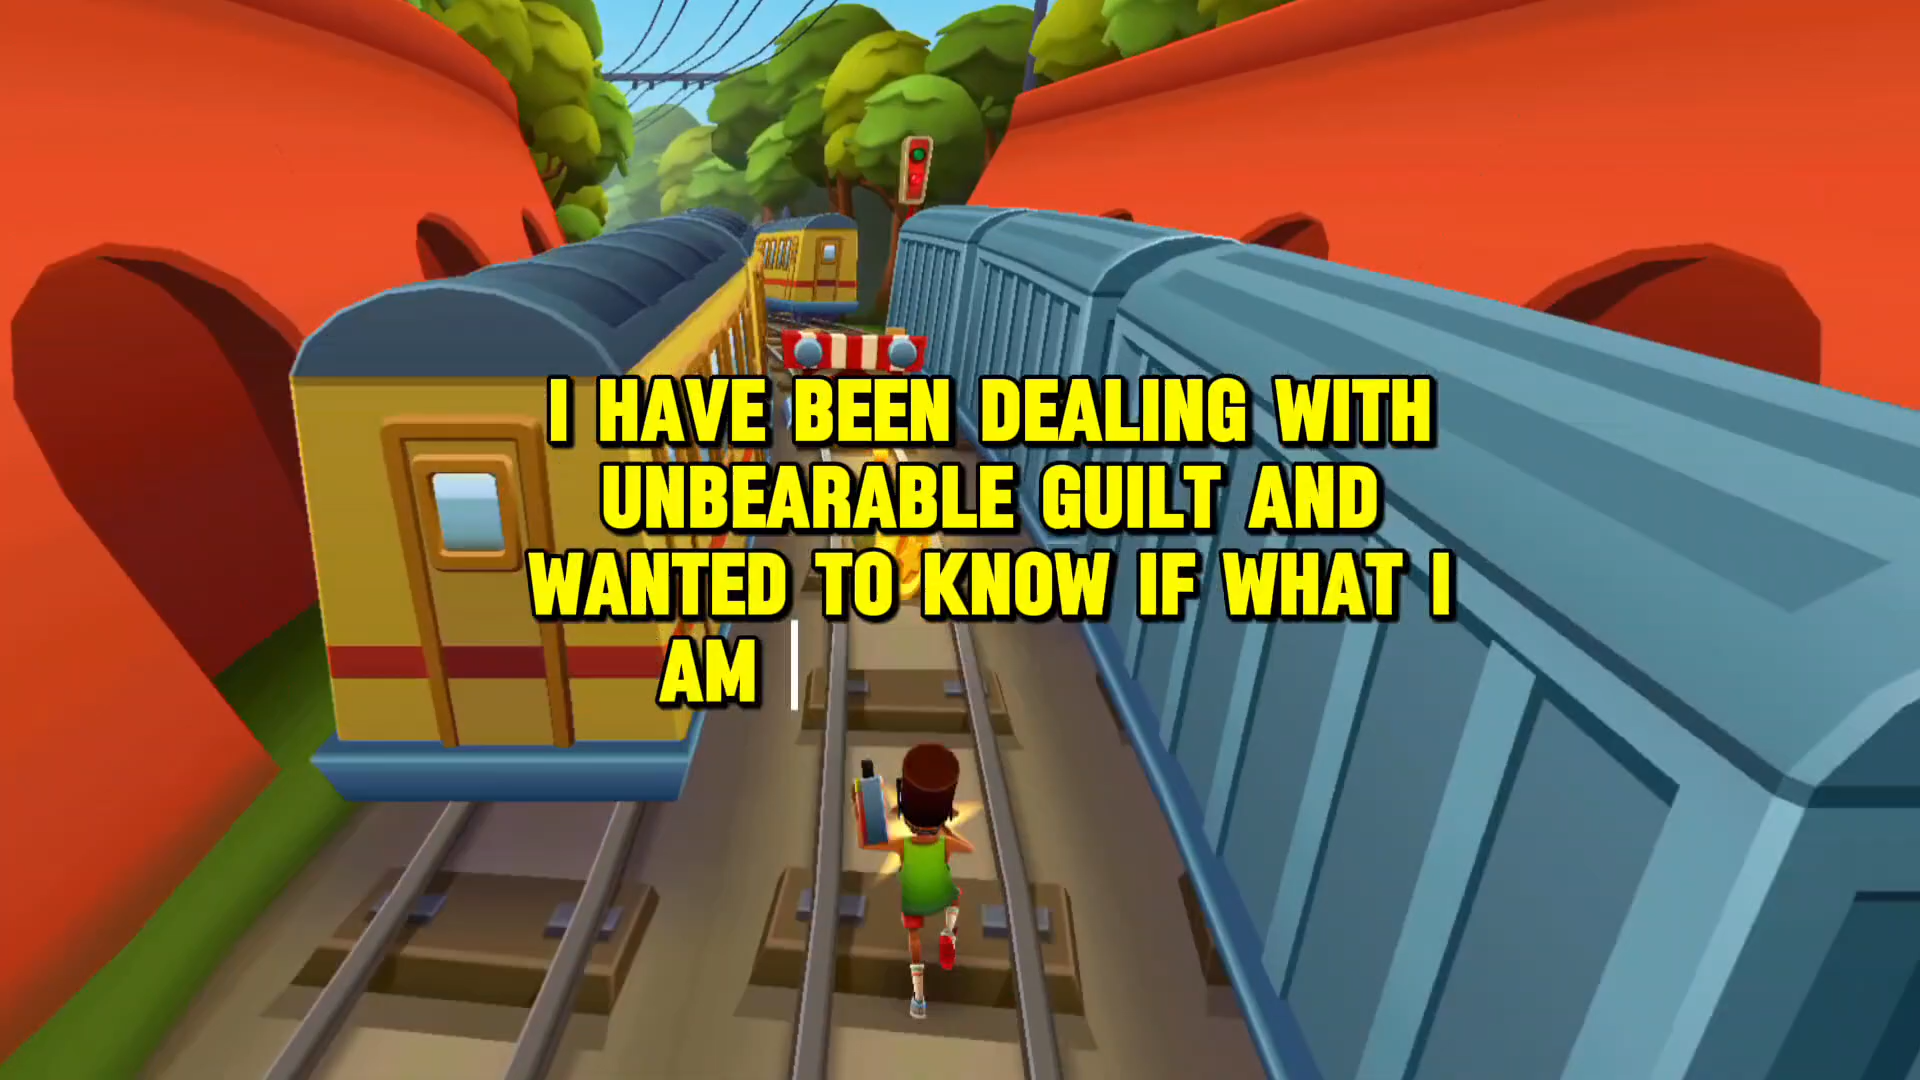 I HAVE BEEN DEALING WITH
UNBEARABLE GUILT AND
WANTED TO KNOW IF WHAT I
AM